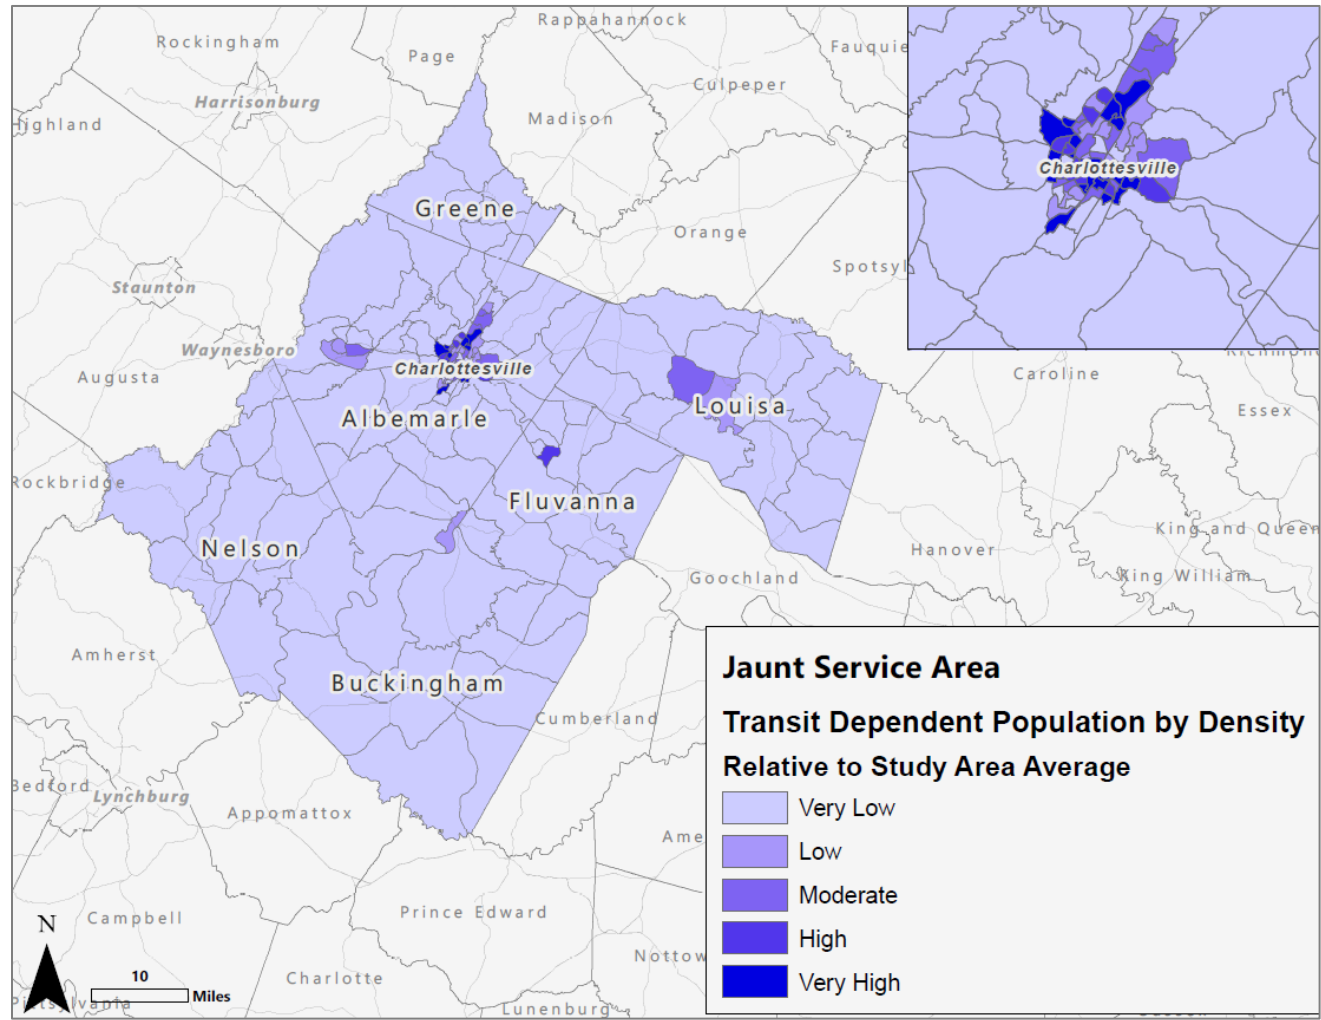 Rappahannock
Rockingham
Page
Fauquie
Culpeper
Harrisonburg
Highland
Madison
Charlottesville
Greene
Orange
Spotsyl
Staunton
Waynesboro
Augusta
Charlottesville
Caroline
Louisa
Albemarle
Essex
Rockbridge
Fluvanna
King and Queen
Nelson
Hanover
Goochland
King William
Amherst
Buckingham
Cumberland
Bedford
Lynchburg
Appomattox
Ame
Campbell
Prince Edward
Nottow
Charlotte
Lunenburg
N
10
Miles
Jaunt Service Area
Transit Dependent Population by Density
Relative to Study Area Average
Very Low
Low
Moderate
High
Very High